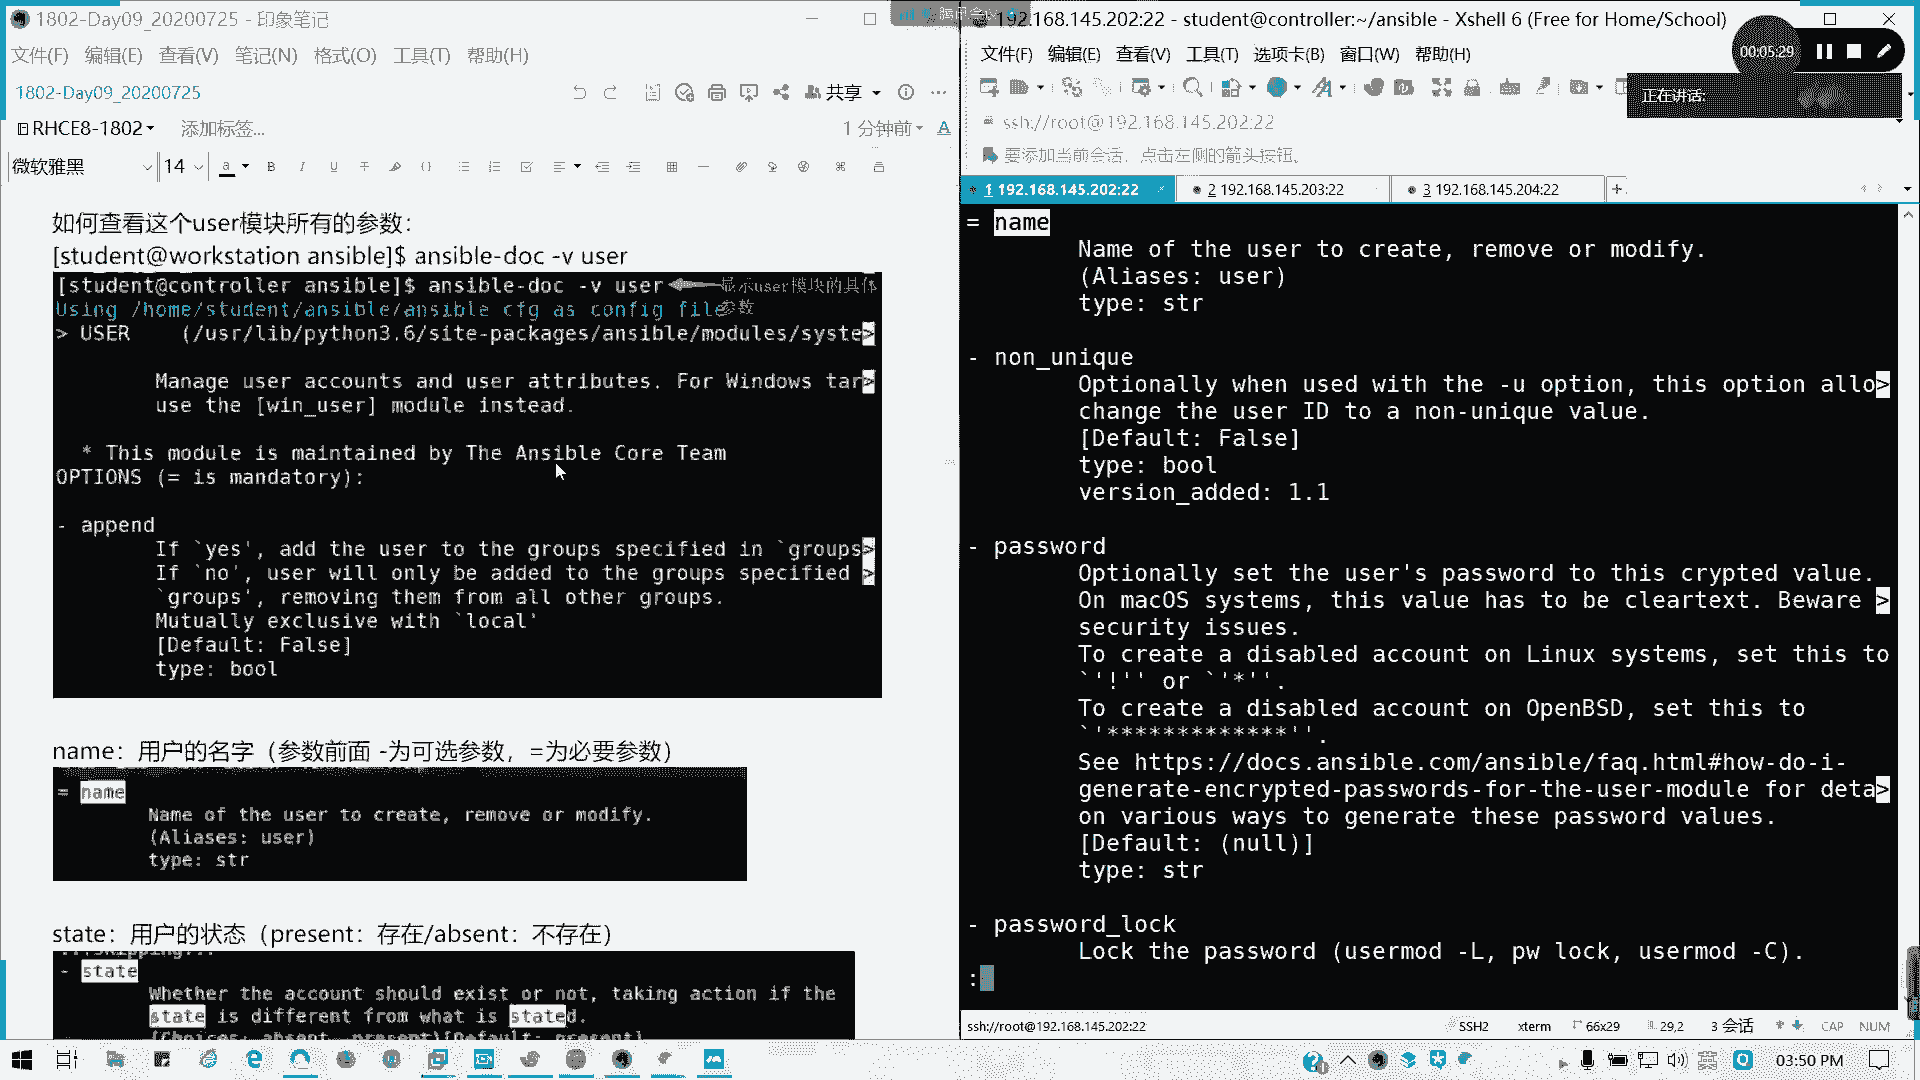 1802-Day09_20200725 - 印象笔记
文件(F) 编辑(E) 查看(V) 笔记(N) 格式(O) 工具(T) 帮助(H)
1802-Day09_20200725
共享
RHCE8-1802
添加标签...
1 分钟前
微软雅黑
14
如何查看这个user模块所有的参数：
[student@workstation ansible]$ ansible-doc -v user
[student@controller ansible]$ ansible-doc -v user
显示user模块的具体
参数
Using /home/student/ansible/ansible cfg as config file
> USER    (/usr/lib/python3.6/site-packages/ansible/modules/syste>
Manage user accounts and user attributes. For Windows tar>
use the [win_user] module instead.
* This module is maintained by The Ansible Core Team
OPTIONS (= is mandatory):
- append
If `yes', add the user to the groups specified in `groups>
If `no', user will only be added to the groups specified >
`groups', removing them from all other groups.
Mutually exclusive with `local'
[Default: False]
type: bool
name：用户的名字（参数前面 -为可选参数，=为必要参数）
= name
Name of the user to create, remove or modify.
(Aliases: user)
type: str
state：用户的状态（present：存在/absent：不存在）
...skipping...
- state
Whether the account should exist or not, taking action if the
state is different from what is stated.
(Choices: absent, present)[Default: present]
腾讯会议
192.168.145.202:22 - student@controller:~/ansible - Xshell 6 (Free for Home/School)
文件(F) 编辑(E) 查看(V) 工具(T) 选项卡(B) 窗口(W) 帮助(H)
00:05:29
正在讲话:
ssh://root@192.168.145.202:22
要添加当前会话，点击左侧的箭头按钮。
1 192.168.145.202:22
2 192.168.145.203:22
3 192.168.145.204:22
= name
Name of the user to create, remove or modify.
(Aliases: user)
type: str
- non_unique
Optionally when used with the -u option, this option allo>
change the user ID to a non-unique value.
[Default: False]
type: bool
version_added: 1.1
- password
Optionally set the user's password to this crypted value.
On macOS systems, this value has to be cleartext. Beware >
security issues.
To create a disabled account on Linux systems, set this to
`'!'' or `'*''.
To create a disabled account on OpenBSD, set this to
`'*************''.
See https://docs.ansible.com/ansible/faq.html#how-do-i-
generate-encrypted-passwords-for-the-user-module for deta>
on various ways to generate these password values.
[Default: (null)]
type: str
- password_lock
Lock the password (usermod -L, pw lock, usermod -C).
:
ssh://root@192.168.145.202:22
SSH2
xterm
66x29
29,2
3 会话
CAP
NUM
03:50 PM